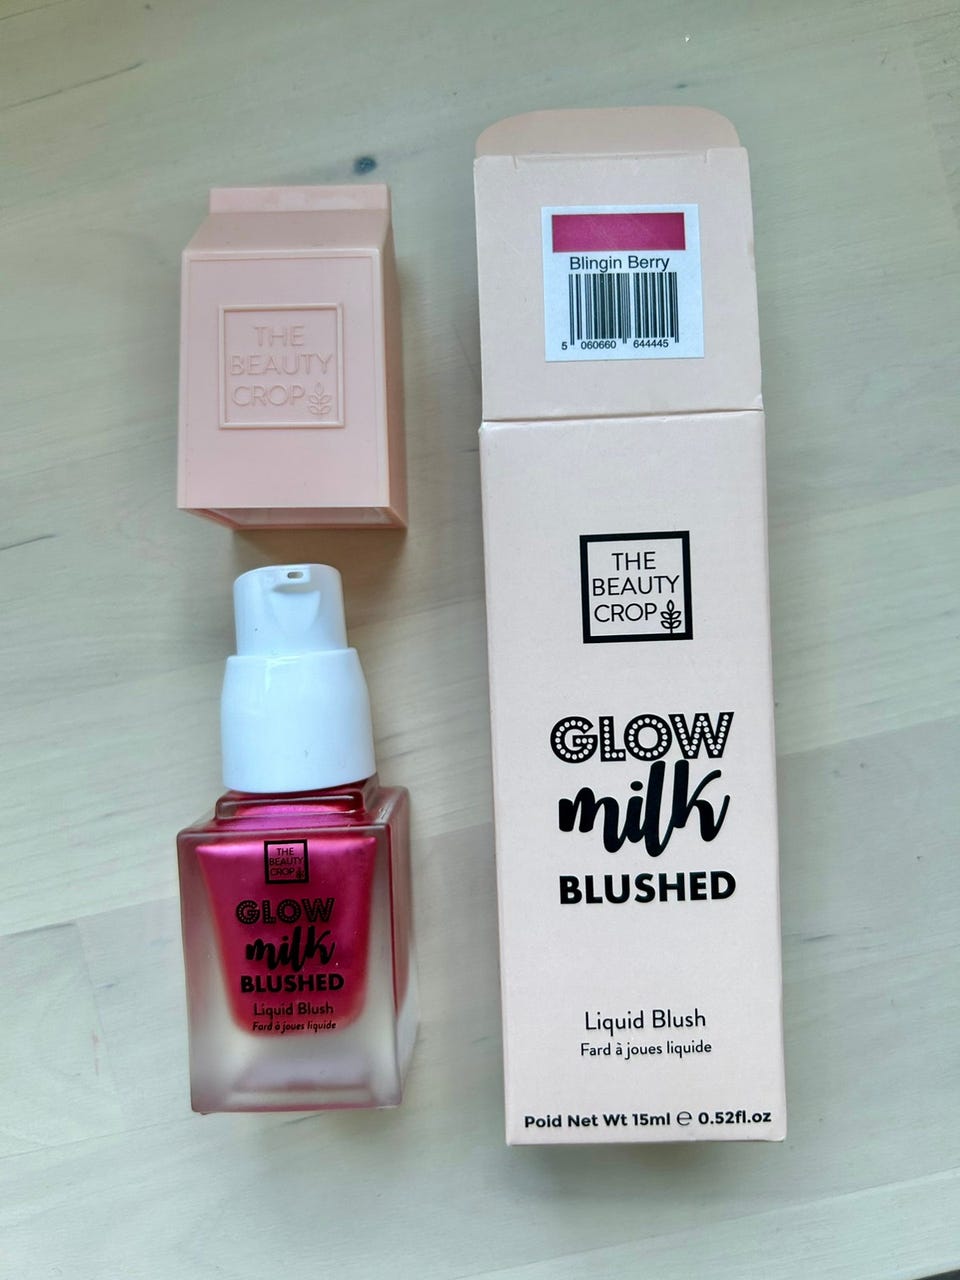 THE
BEAUTY
CROP
Blingin Berry
5 060660 644445
THE
BEAUTY
CROP
GLOW
milk
BLUSHED
Liquid Blush
Fard à joues liquide
Poid Net Wt 15ml ℮ 0.52fl.oz
THE
BEAUTY
CROP
GLOW
milk
BLUSHED
Liquid Blush
Fard à joues liquide